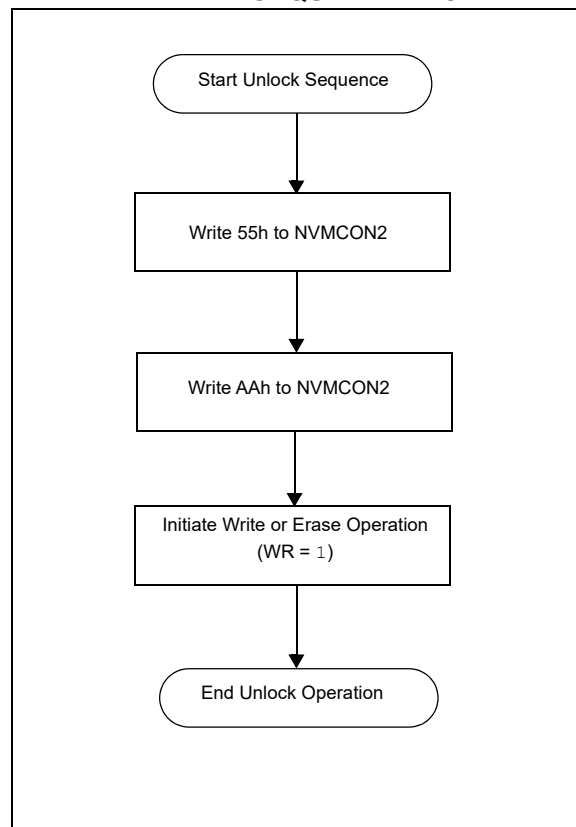 Start Unlock Sequence
Write 55h to NVMCON2
Write AAh to NVMCON2
Initiate Write or Erase Operation
(WR = 1)
End Unlock Operation